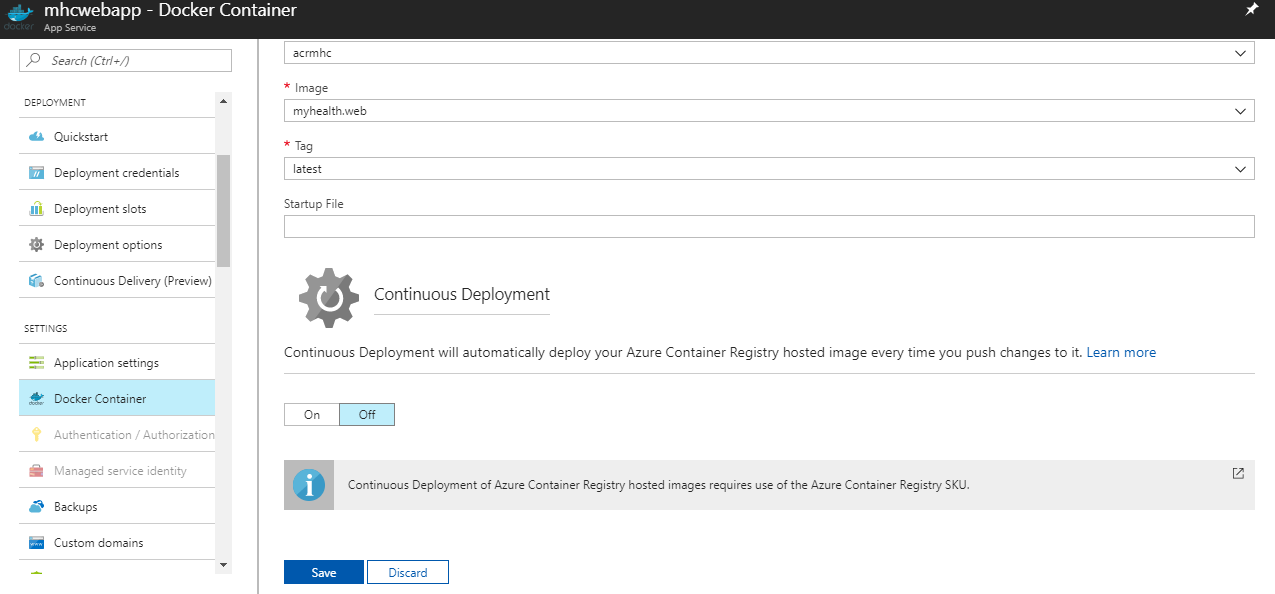 mhcwebapp - Docker Container
App Service
docker
Search (Ctrl+/)
DEPLOYMENT
Quickstart
Deployment credentials
Deployment slots
Deployment options
Continuous Delivery (Preview)
SETTINGS
Application settings
Docker Container
Authentication / Authorization
Managed service identity
Backups
Custom domains
acrmhc
* Image
myhealth.web
* Tag
latest
Startup File
Continuous Deployment
Continuous Deployment will automatically deploy your Azure Container Registry hosted image every time you push changes to it. Learn more
On Off
Continuous Deployment of Azure Container Registry hosted images requires use of the Azure Container Registry SKU.
Save Discard